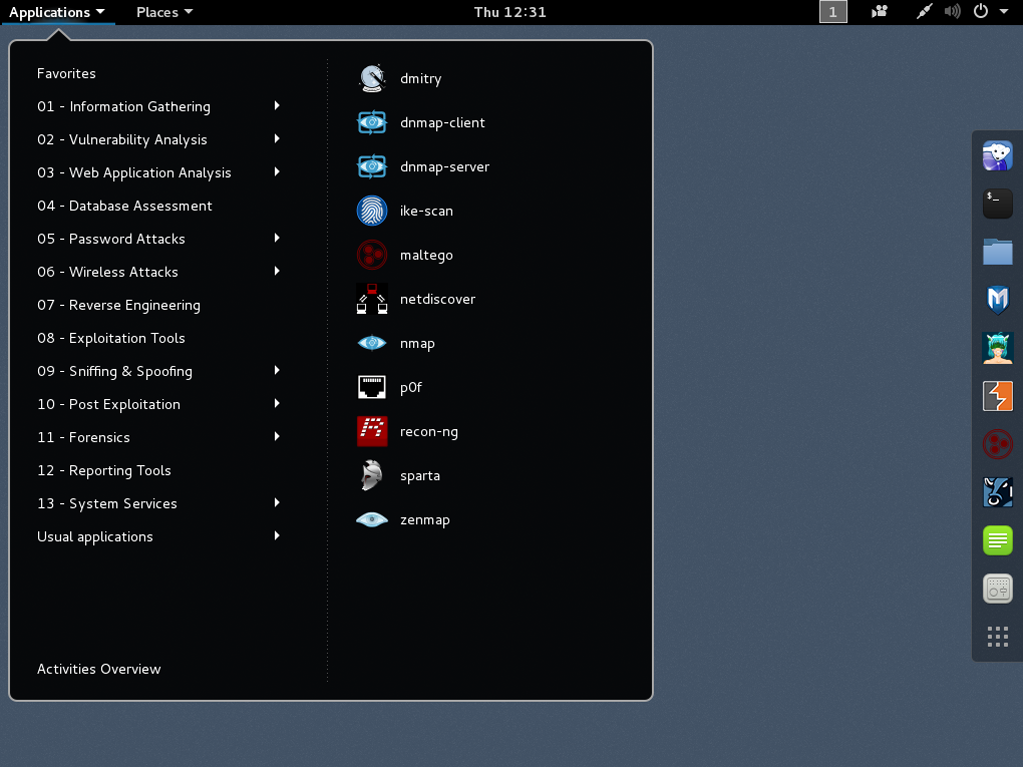 Applications Places Thu 12:31 1
Favorites
01 - Information Gathering
02 - Vulnerability Analysis
03 - Web Application Analysis
04 - Database Assessment
05 - Password Attacks
06 - Wireless Attacks
07 - Reverse Engineering
08 - Exploitation Tools
09 - Sniffing & Spoofing
10 - Post Exploitation
11 - Forensics
12 - Reporting Tools
13 - System Services
Usual applications
Activities Overview
dmitry
dnmap-client
dnmap-server
ike-scan
maltego
netdiscover
nmap
p0f
recon-ng
sparta
zenmap
$_